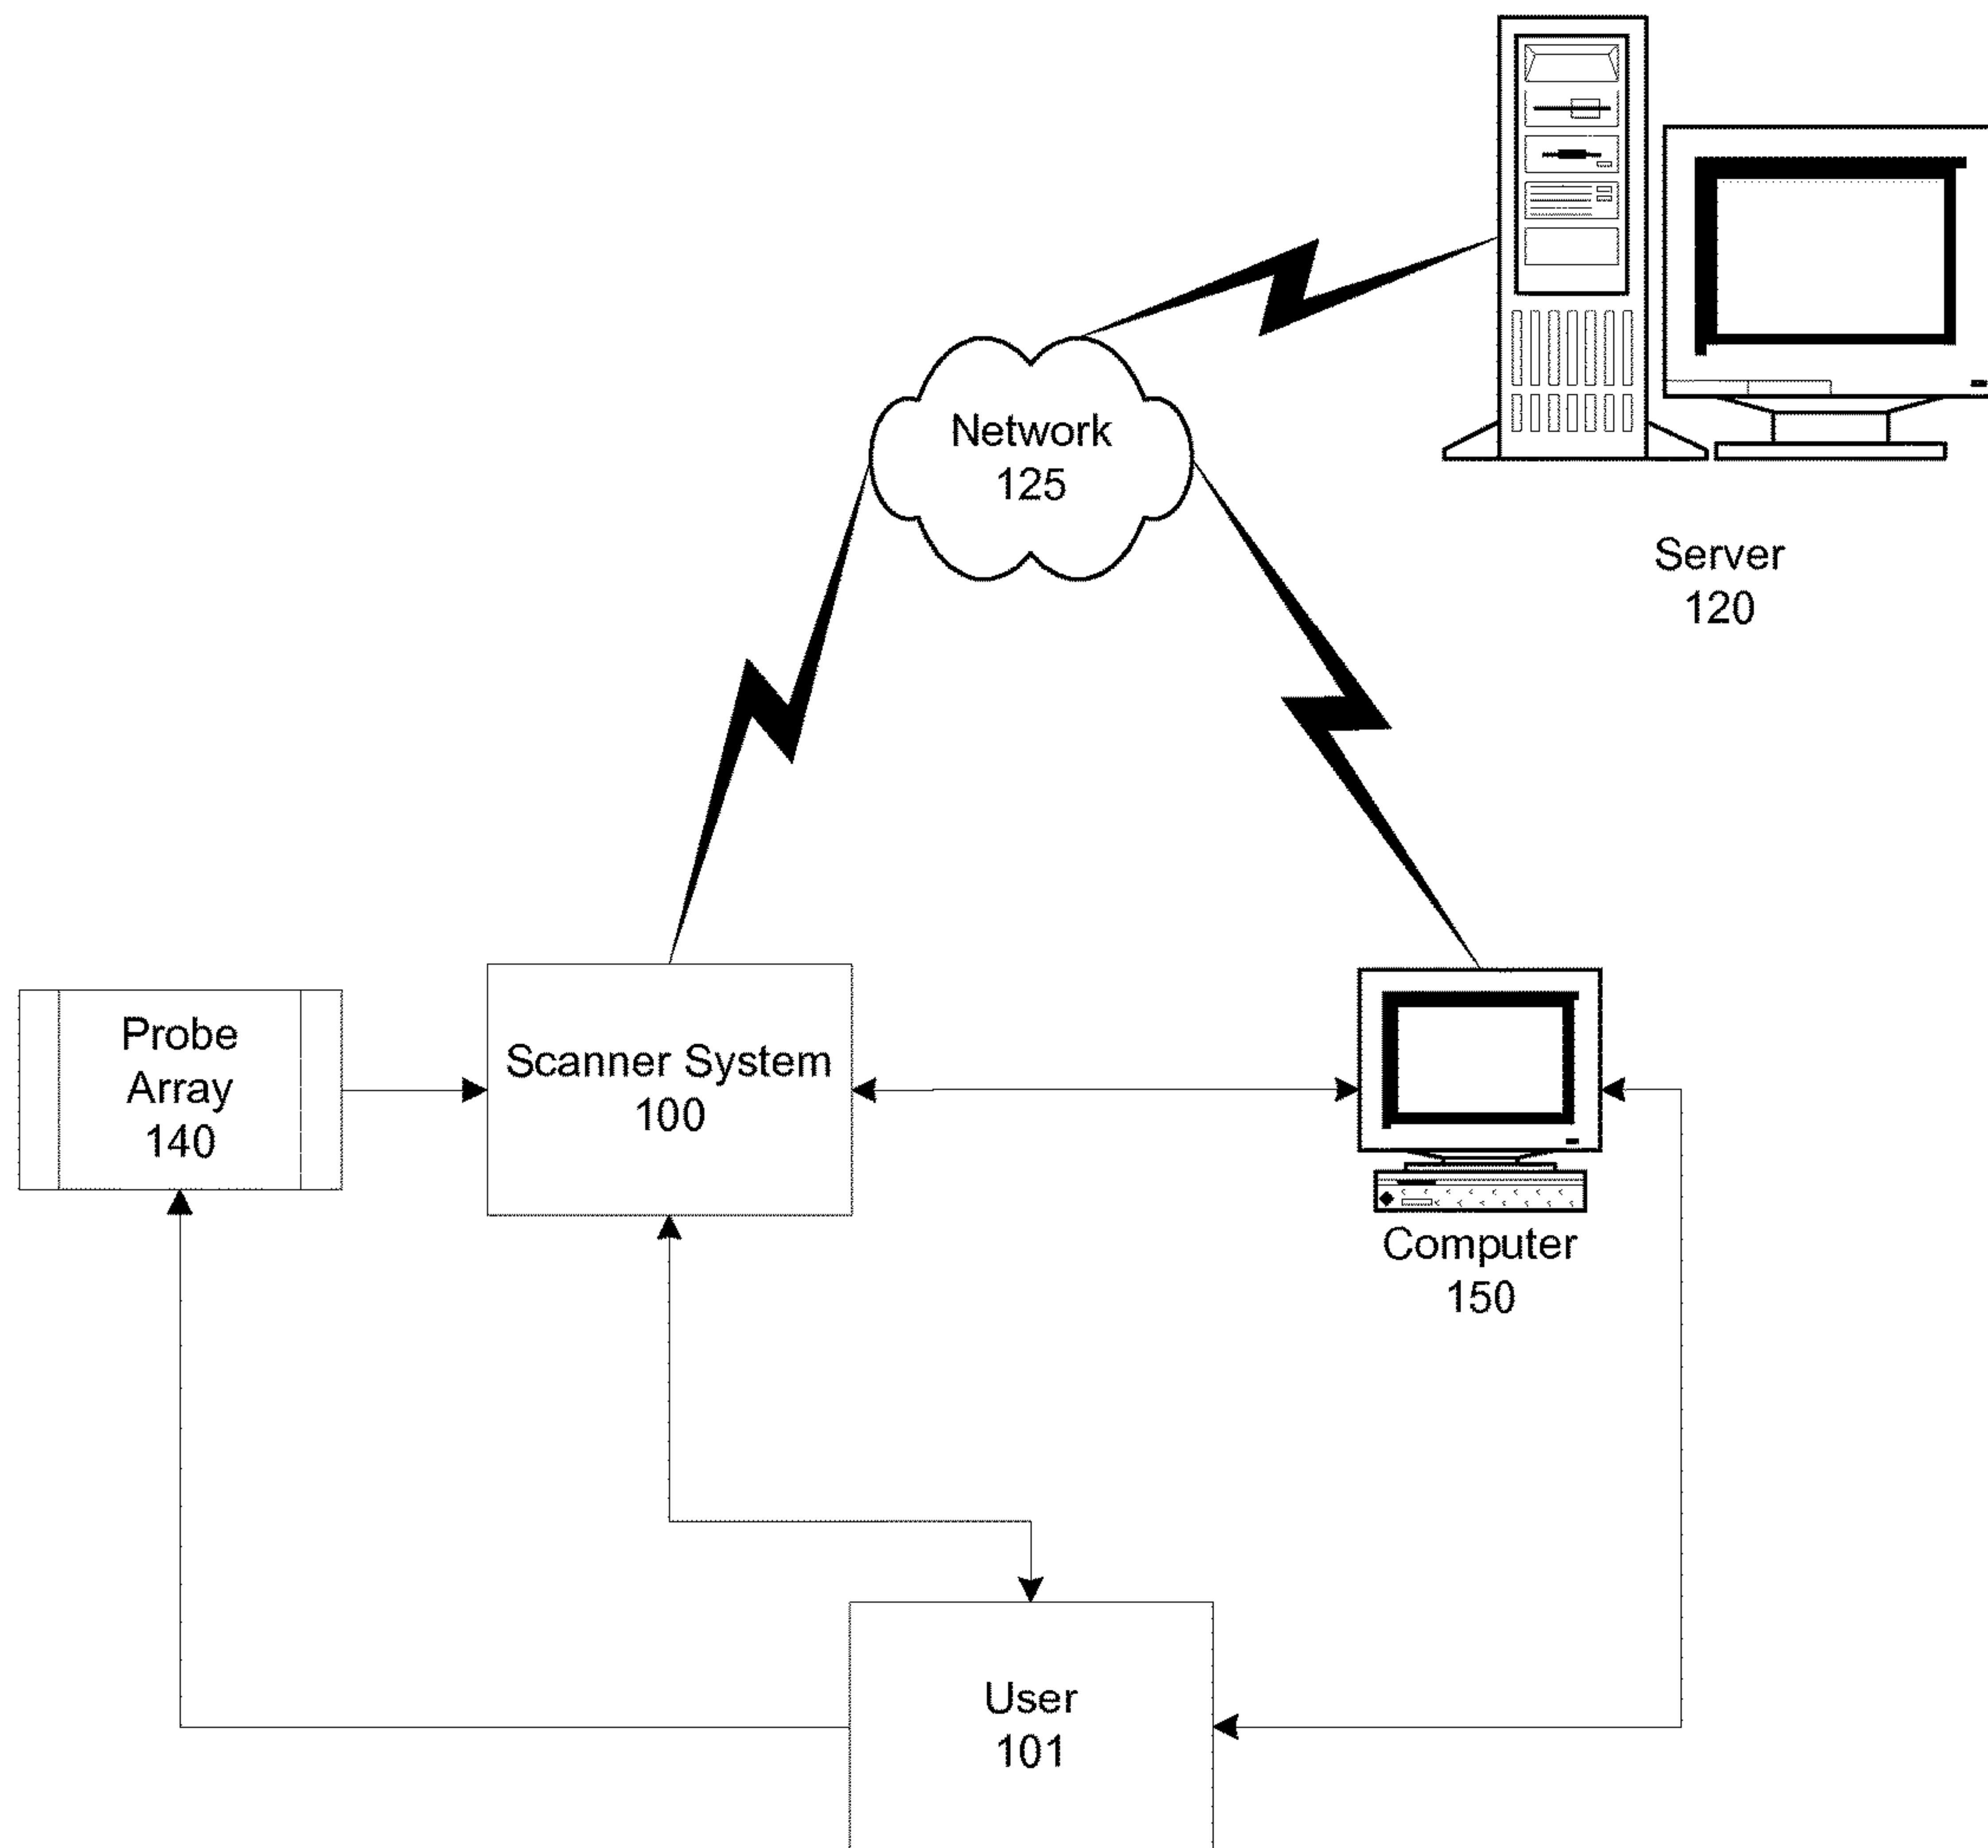 Network
125
Server
120
Probe
Array
140
Scanner System
100
Computer
150
User
101